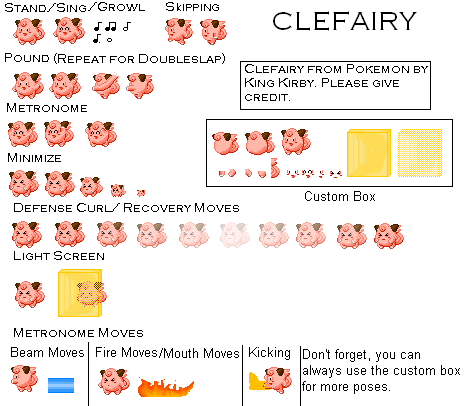 Stand/Sing/Growl
Skipping
CLEFAIRY
Pound (Repeat for Doubleslap)
Clefairy from Pokemon by
King Kirby. Please give
credit.
Metronome
Minimize
Custom Box
Defense Curl/ Recovery Moves
Light Screen
Metronome Moves
Beam Moves
Fire Moves/Mouth Moves
Kicking
Don't forget, you can
always use the custom box
for more poses.